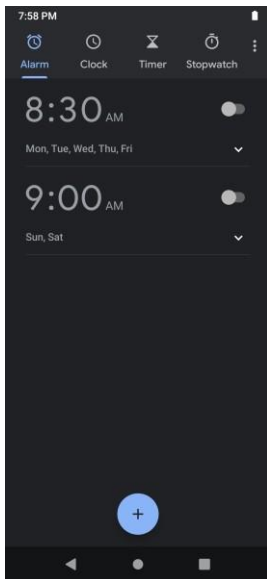 7:58 PM
Alarm Clock Timer Stopwatch
8:30 AM
Mon, Tue, Wed, Thu, Fri
9:00 AM
Sun, Sat